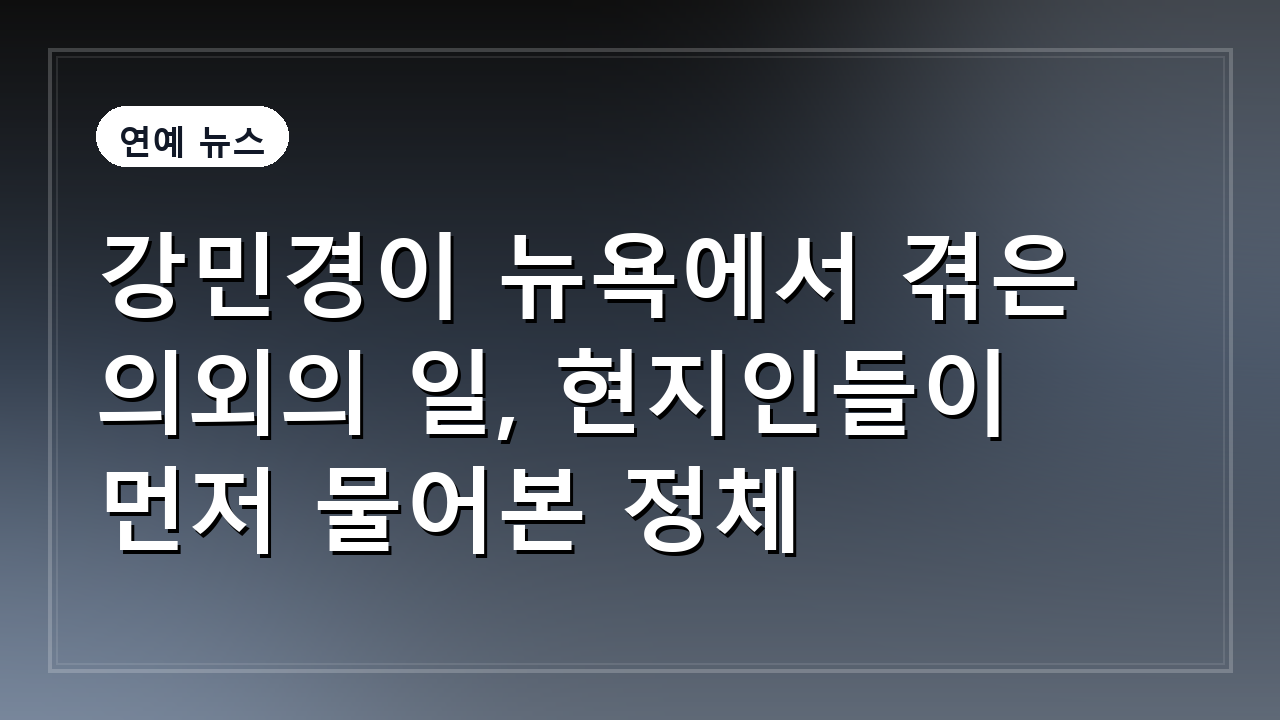 연예 뉴스
강민경이 뉴욕에서 겪은
의외의 일, 현지인들이
먼저 물어본 정체